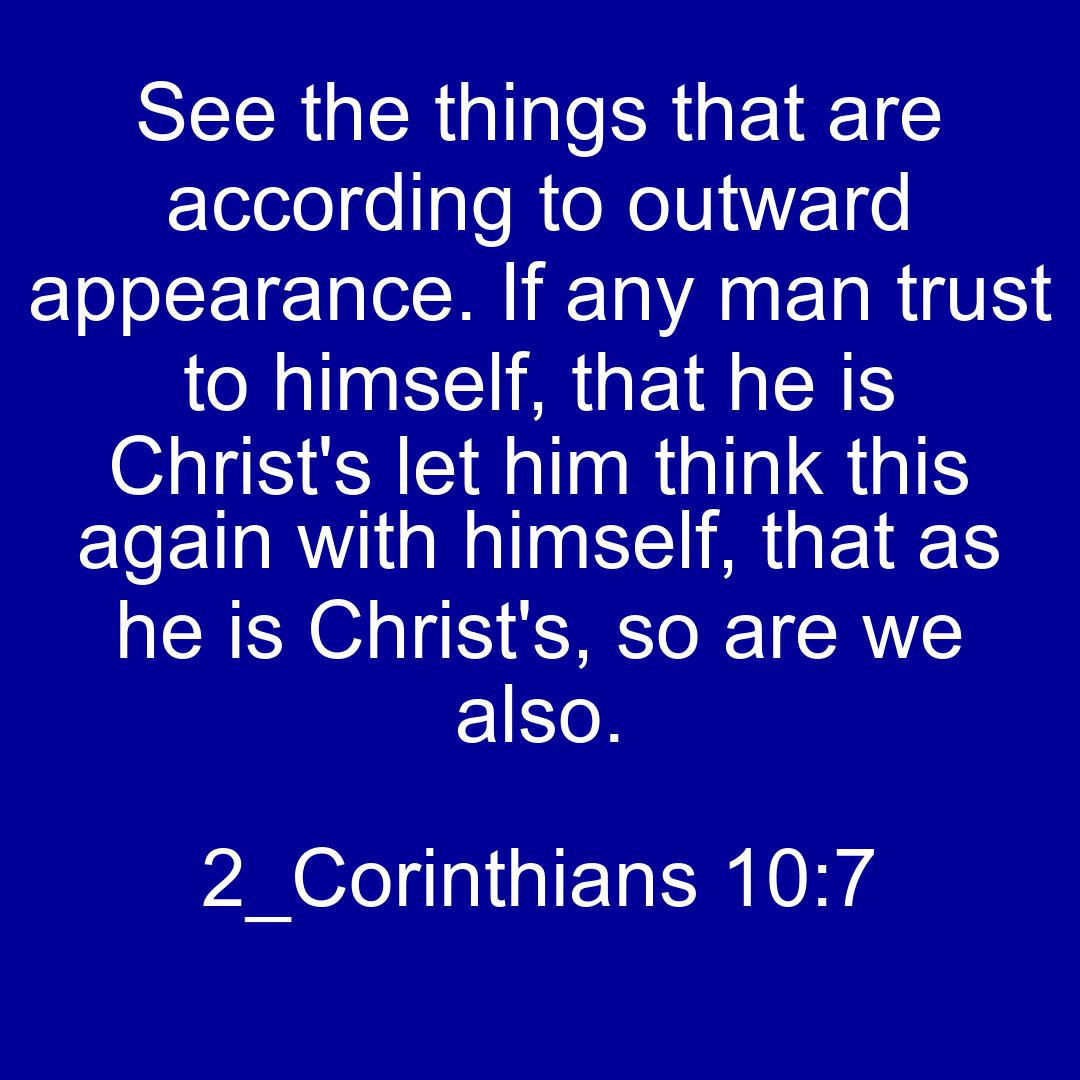 See the things that are
according to outward
appearance. If any man trust
to himself, that he is
Christ's let him think this
again with himself, that as
he is Christ's, so are we
also.
2_Corinthians 10:7